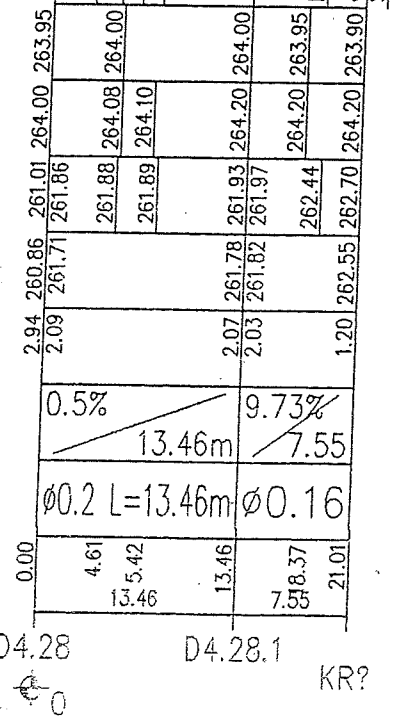 263.95 264.00 264.00 263.95 263.90
264.00 264.08 264.10 264.20 264.20 264.20
261.01 261.86 261.88 261.89 261.93 261.97 262.44 262.70
260.86 261.71 261.78 261.82 262.55
2.94 2.09 2.07 2.03 1.20
0.5% 9.73%
13.46m 7.55
ø0.2 L=13.46m ø0.16
0.00 4.61 5.42 13.46 18.37 21.01
13.46 7.55
D4.28 D4.28.1
KR?
0